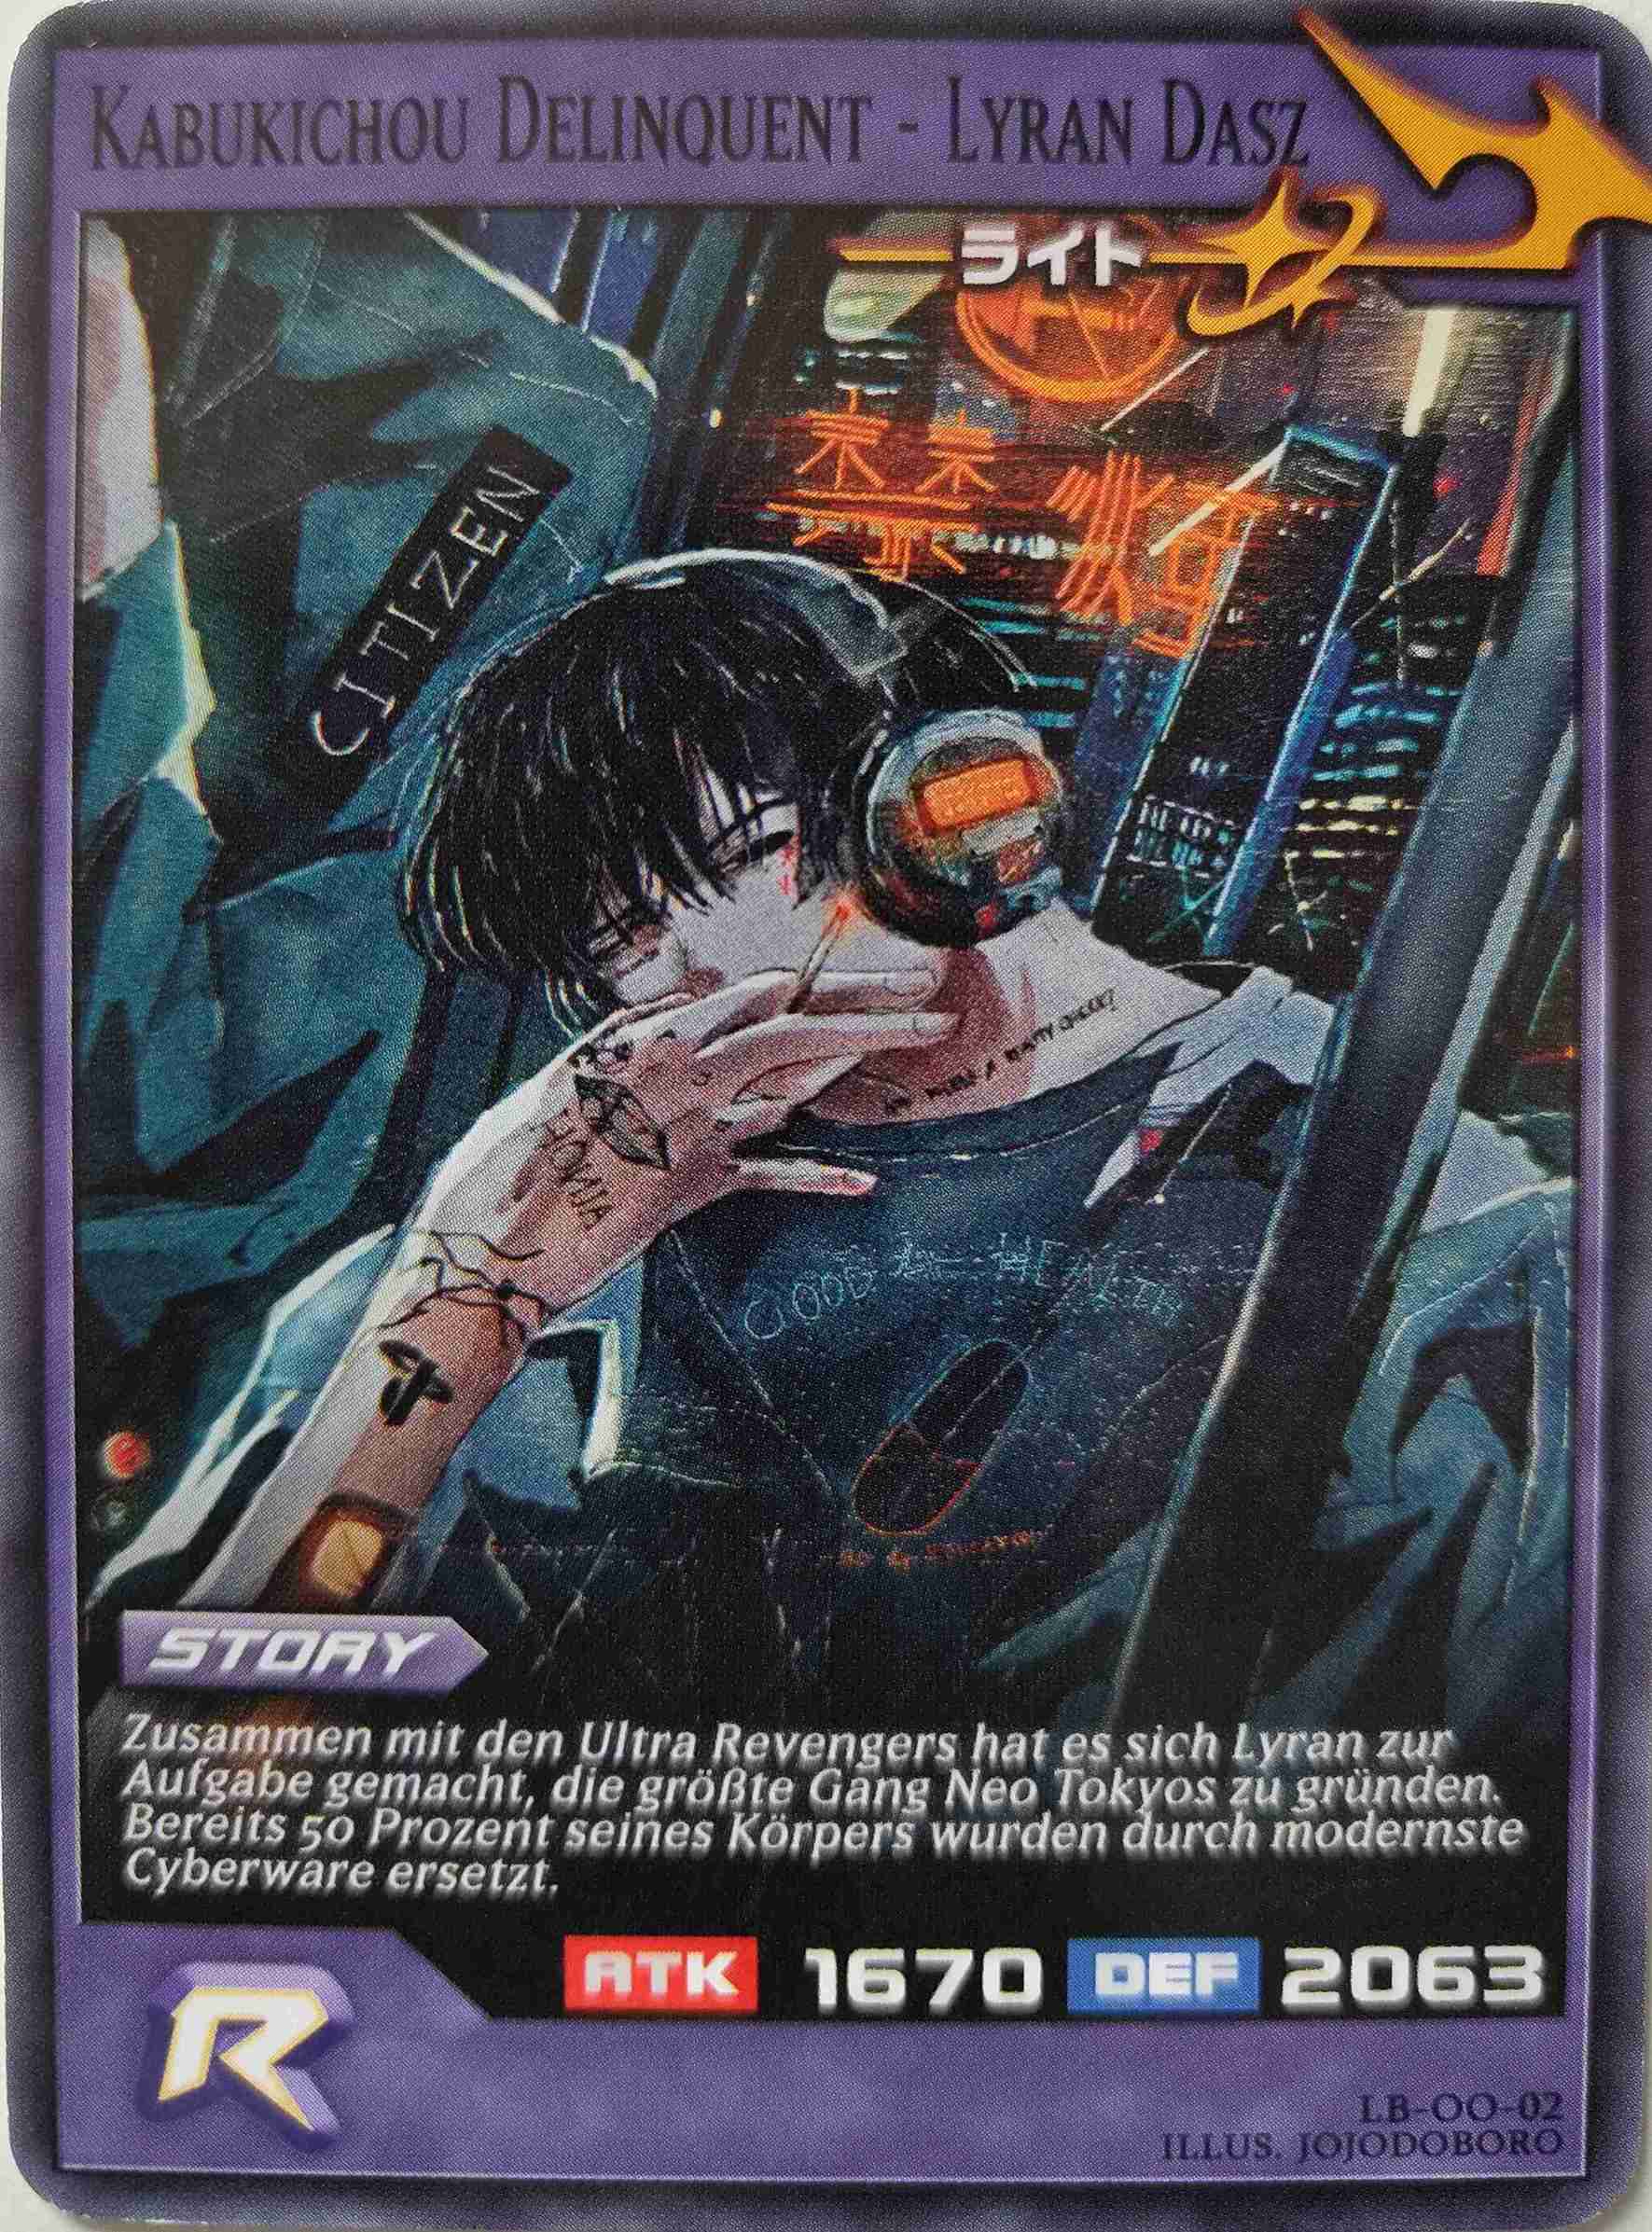 KABUKICHOU DELINQUENT - LYRAN DASZ
ライト
CITIZEN
GOOD HEALTH
STORY
Zusammen mit den Ultra Revengers hat es sich Lyran zur
Aufgabe gemacht, die größte Gang Neo Tokyos zu gründen.
Bereits 50 Prozent seines Körpers wurden durch modernste
Cyberware ersetzt.
R
ATK 1670 DEF 2063
LB-OO-02
ILLUS. JOJODOBORO